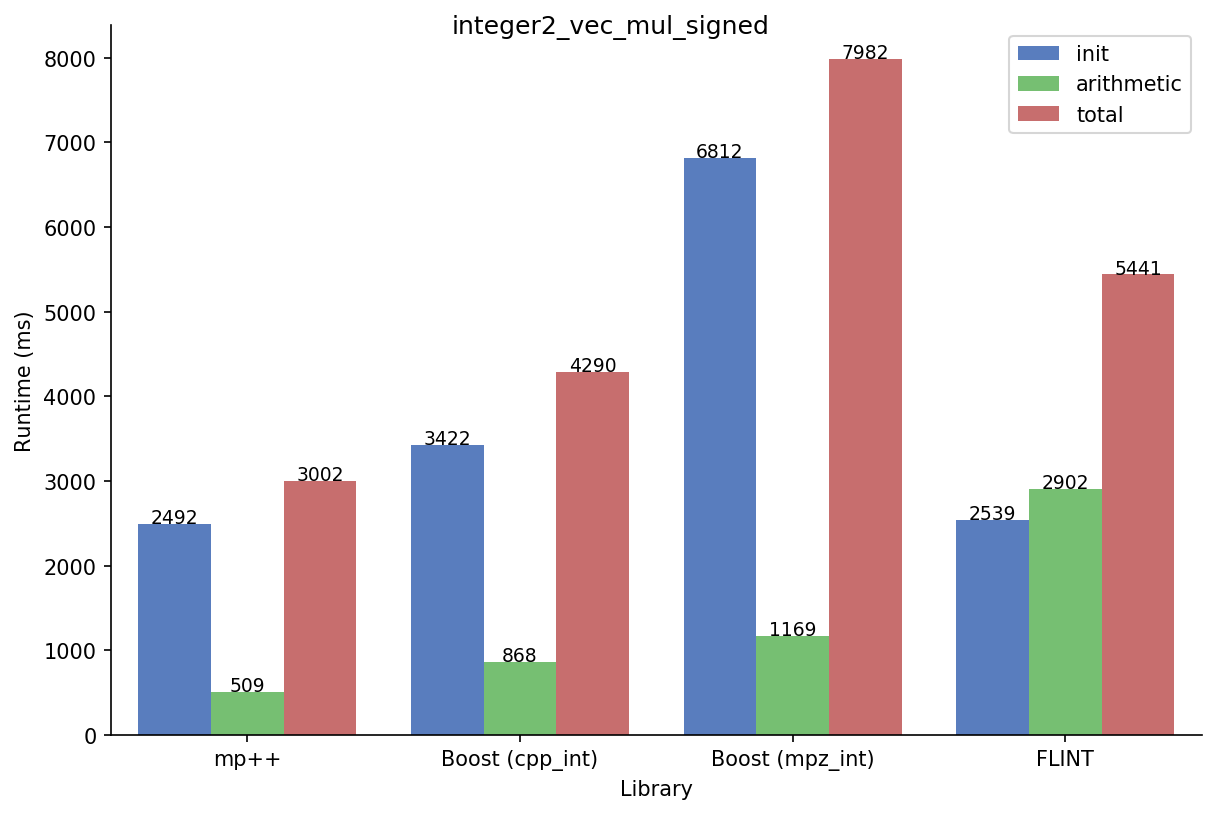 integer2_vec_mul_signed
init
arithmetic
total
Runtime (ms)
8000
7000
6000
5000
4000
3000
2000
1000
0
2492
509
3002
3422
868
4290
6812
1169
7982
2539
2902
5441
mp++
Boost (cpp_int)
Boost (mpz_int)
FLINT
Library